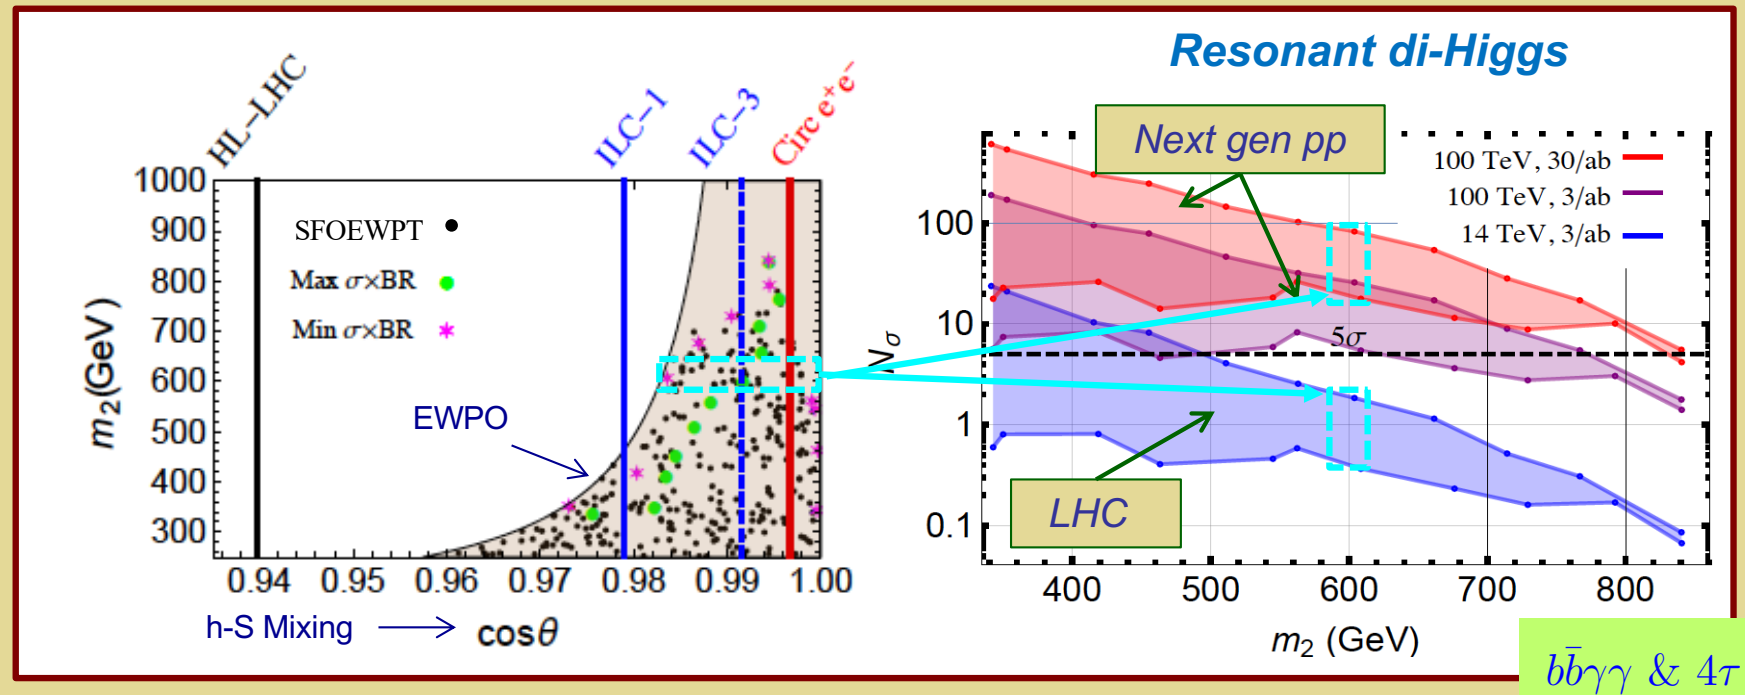 Resonant di-Higgs
HL−LHC
ILC−1
ILC−3
Circ e⁺e⁻
1000
900
800
700
600
500
400
300
m₂(GeV)
SFOEWPT
Max σ×BR
Min σ×BR
EWPO
0.94 0.95 0.96 0.97 0.98 0.99 1.00
h-S Mixing
cosθ
Next gen pp
100 TeV, 30/ab
100 TeV, 3/ab
14 TeV, 3/ab
100
10
1
0.1
Nσ
5σ
LHC
400 500 600 700 800
m₂ (GeV)
bb̄γγ & 4τ